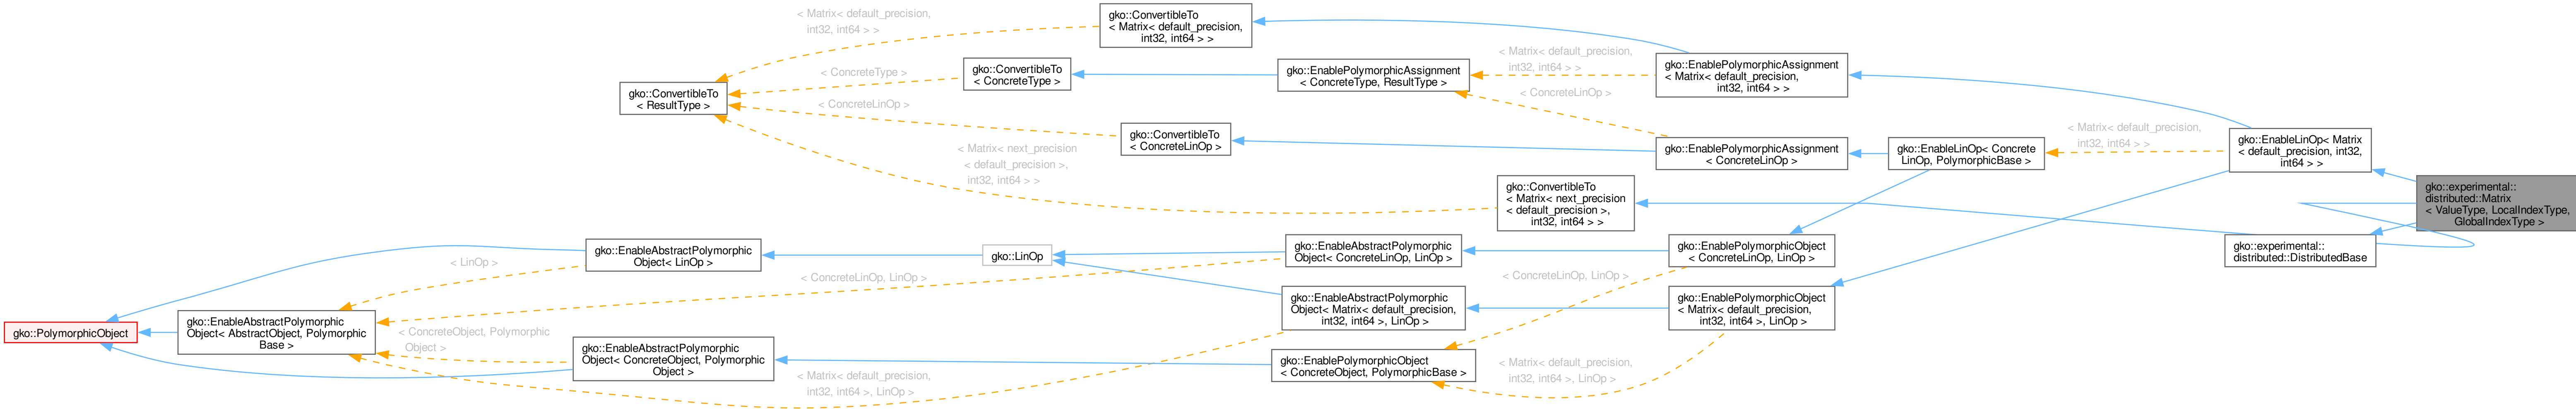 gko::PolymorphicObject
gko::EnableAbstractPolymorphic
Object< AbstractObject, Polymorphic
Base >
gko::EnableAbstractPolymorphic
Object< LinOp >
< LinOp >
gko::EnableAbstractPolymorphic
Object< ConcreteObject, Polymorphic
Object >
< ConcreteObject, Polymorphic
Object >
gko::ConvertibleTo
< ResultType >
< Matrix< default_precision,
int32, int64 > >
< ConcreteType >
< ConcreteLinOp >
< Matrix< next_precision
< default_precision >,
int32, int64 > >
< ConcreteLinOp, LinOp >
< Matrix< default_precision,
int32, int64 >, LinOp >
gko::LinOp
gko::ConvertibleTo
< Matrix< default_precision,
int32, int64 > >
gko::ConvertibleTo
< ConcreteType >
gko::ConvertibleTo
< ConcreteLinOp >
gko::EnablePolymorphicAssignment
< ConcreteType, ResultType >
< Matrix< default_precision,
int32, int64 > >
< ConcreteLinOp >
gko::ConvertibleTo
< Matrix< next_precision
< default_precision >,
int32, int64 > >
gko::EnableAbstractPolymorphic
Object< ConcreteLinOp, LinOp >
gko::EnableAbstractPolymorphic
Object< Matrix< default_precision,
int32, int64 >, LinOp >
gko::EnablePolymorphicObject
< ConcreteObject, PolymorphicBase >
< ConcreteLinOp, LinOp >
< Matrix< default_precision,
int32, int64 >, LinOp >
gko::EnablePolymorphicAssignment
< Matrix< default_precision,
int32, int64 > >
gko::EnablePolymorphicAssignment
< ConcreteLinOp >
gko::EnablePolymorphicObject
< ConcreteLinOp, LinOp >
gko::EnablePolymorphicObject
< Matrix< default_precision,
int32, int64 >, LinOp >
gko::EnableLinOp< Concrete
LinOp, PolymorphicBase >
< Matrix< default_precision,
int32, int64 > >
gko::EnableLinOp< Matrix
< default_precision, int32,
int64 > >
gko::experimental::
distributed::DistributedBase
gko::experimental::
distributed::Matrix
< ValueType, LocalIndexType,
GlobalIndexType >